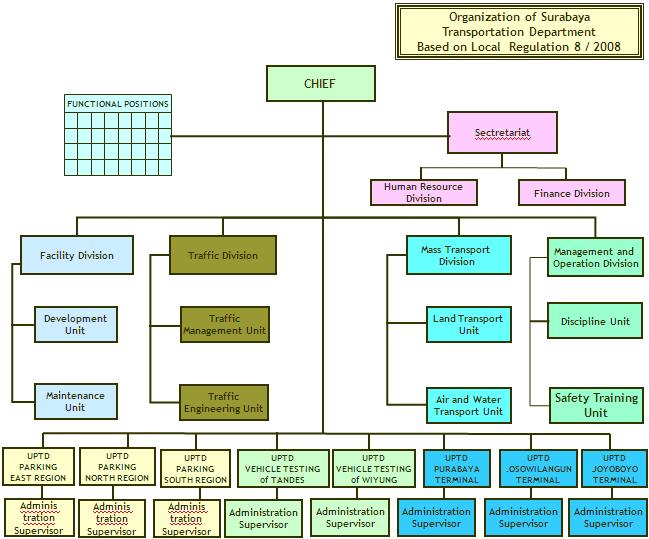 Organization of Surabaya
Transportation Department
Based on Local Regulation 8 / 2008
CHIEF
FUNCTIONAL POSITIONS
Sectretariat
Human Resource
Division
Finance Division
Facility Division
Traffic Division
Mass Transport
Division
Management and
Operation Division
Development
Unit
Traffic
Management Unit
Land Transport
Unit
Discipline Unit
Maintenance
Unit
Traffic
Engineering Unit
Air and Water
Transport Unit
Safety Training
Unit
UPTD
PARKING
EAST REGION
UPTD
PARKING
NORTH REGION
UPTD
PARKING
SOUTH REGION
UPTD
VEHICLE TESTING
of TANDES
UPTD
VEHICLE TESTING
of WIYUNG
UPTD
PURABAYA
TERMINAL
UPTD
.OSOWILANGUN
TERMINAL
UPTD
JOYOBOYO
TERMINAL
Adminis
tration
Supervisor
Adminis
tration
Supervisor
Adminis
tration
Supervisor
Administration
Supervisor
Administration
Supervisor
Administration
Supervisor
Administration
Supervisor
Administration
Supervisor